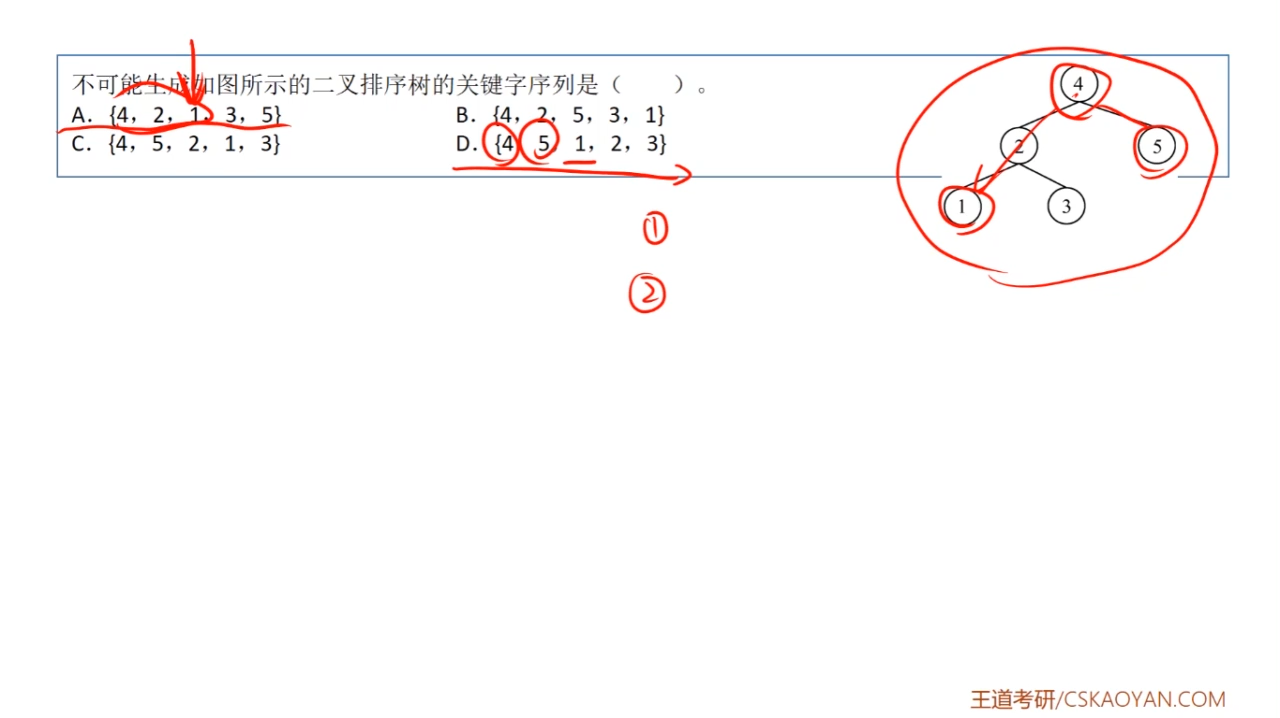 不可能生成如图所示的二叉排序树的关键字序列是（ ）。
A. {4, 2, 1, 3, 5} B. {4, 2, 5, 3, 1}
C. {4, 5, 2, 1, 3} D. {4, 5, 1, 2, 3}
4
2 5
1 3
①
②
王道考研/CSKAOYAN.COM